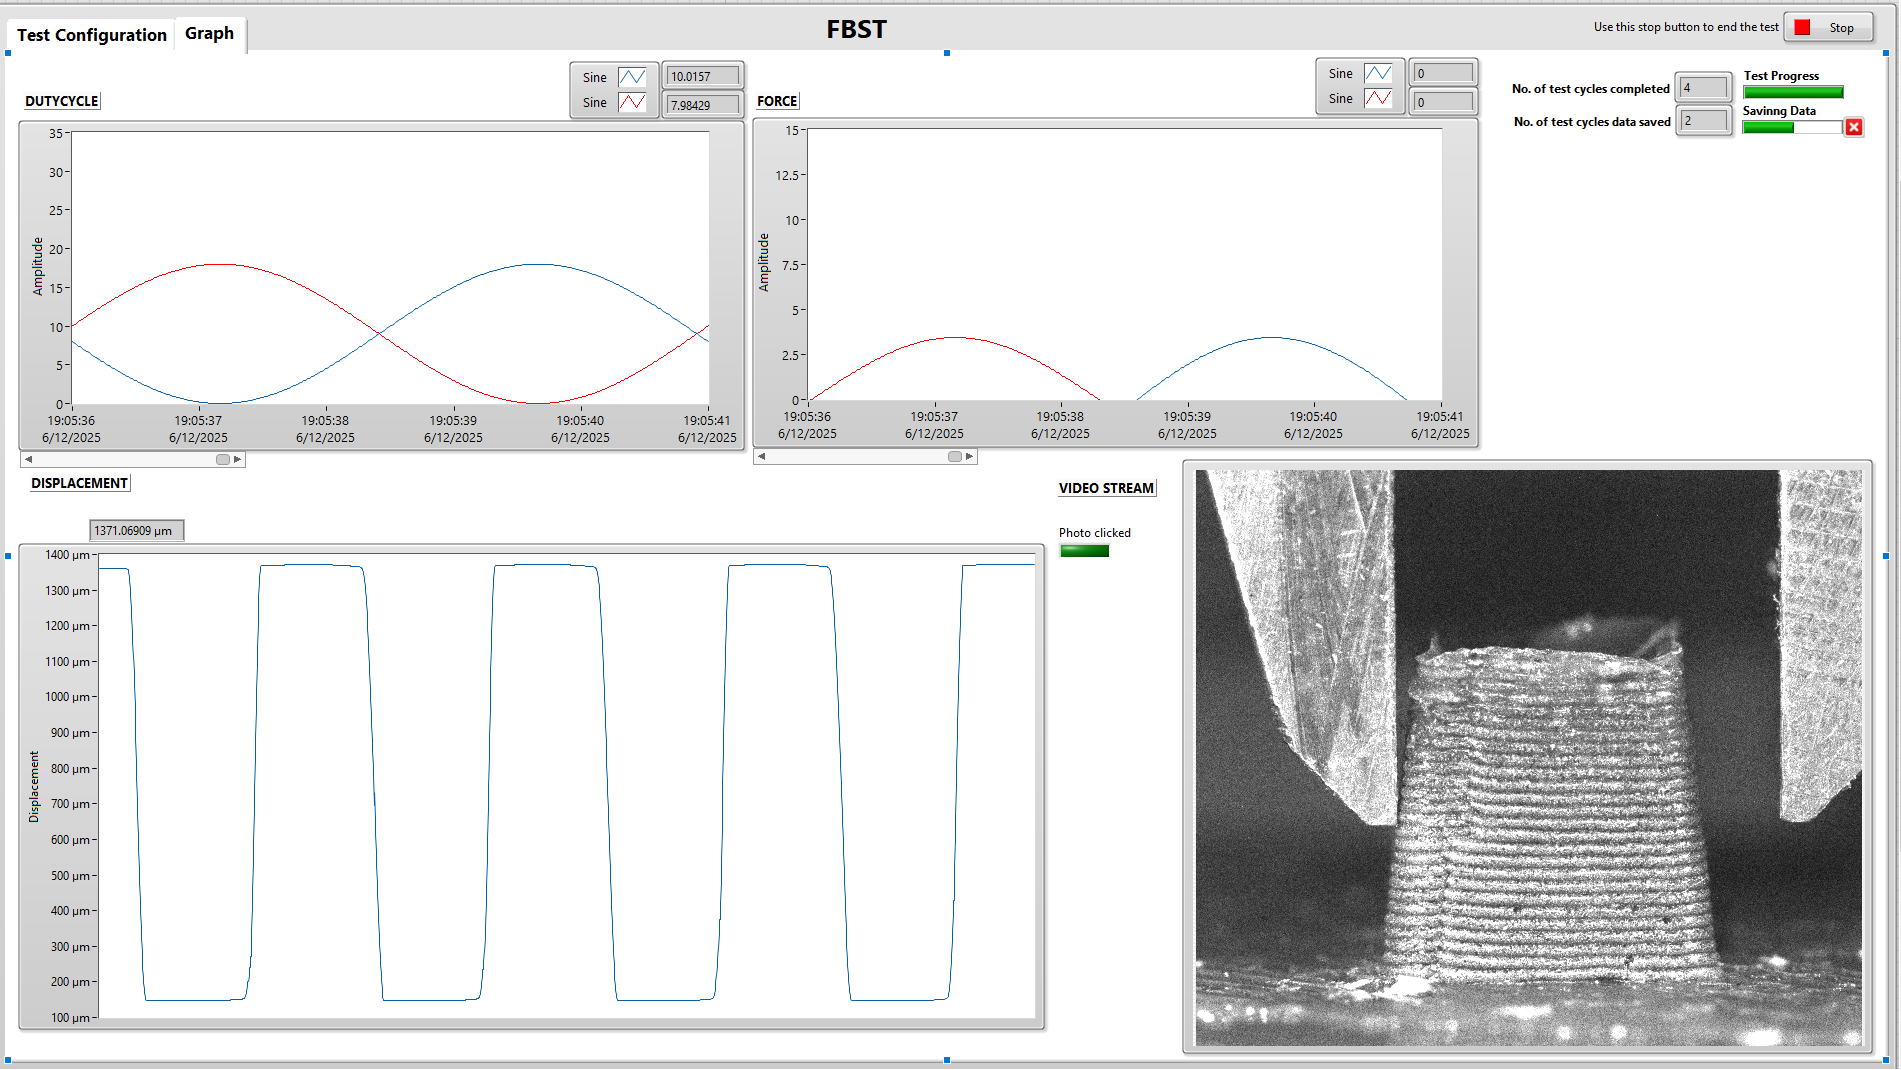 Test Configuration
Graph
FBST
Use this stop button to end the test
Stop
DUTYCYCLE
Sine
10.0157
Sine
7.98429
Amplitude
35
30
25
20
15
10
5
0
19:05:36
6/12/2025
19:05:37
6/12/2025
19:05:38
6/12/2025
19:05:39
6/12/2025
19:05:40
6/12/2025
19:05:41
6/12/2025
FORCE
Sine
0
Sine
0
Amplitude
15
12.5
10
7.5
5
2.5
0
19:05:36
6/12/2025
19:05:37
6/12/2025
19:05:38
6/12/2025
19:05:39
6/12/2025
19:05:40
6/12/2025
19:05:41
6/12/2025
No. of test cycles completed
4
Test Progress
No. of test cycles data saved
2
Savinng Data
DISPLACEMENT
1371.06909 µm
Displacement
1400 µm
1300 µm
1200 µm
1100 µm
1000 µm
900 µm
800 µm
700 µm
600 µm
500 µm
400 µm
300 µm
200 µm
100 µm
VIDEO STREAM
Photo clicked